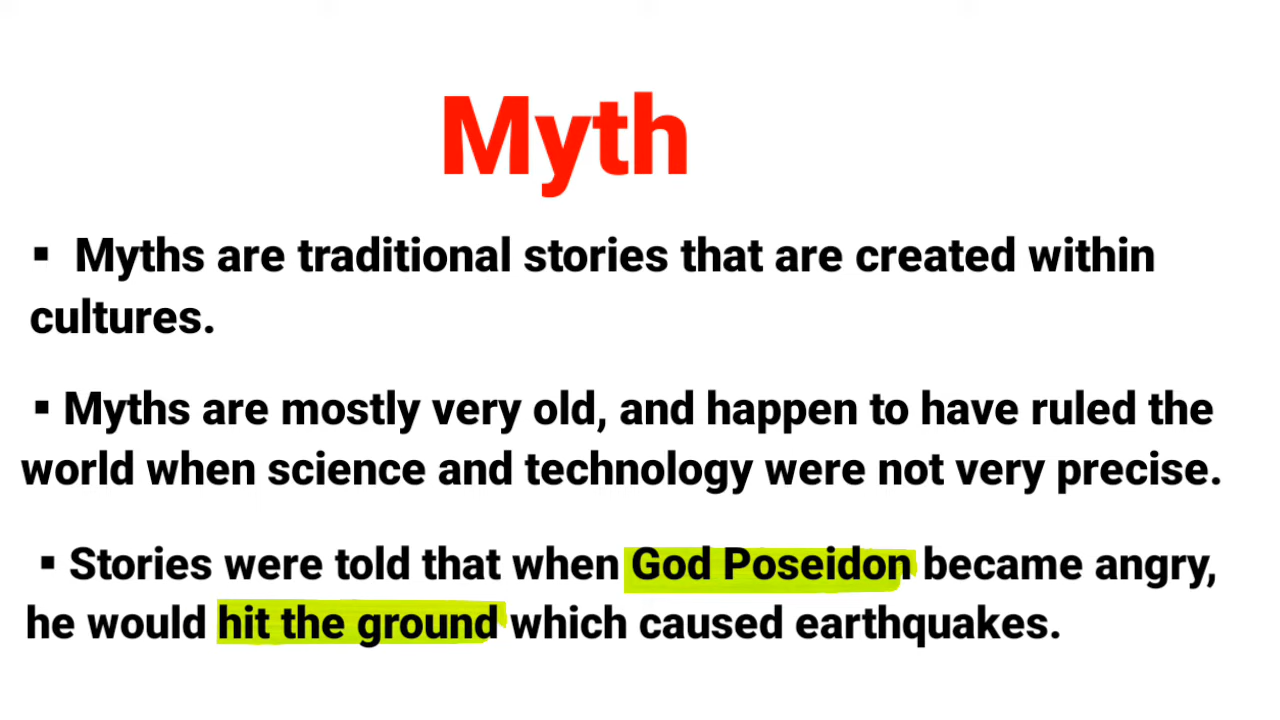 Myth
▪ Myths are traditional stories that are created within
cultures.
▪ Myths are mostly very old, and happen to have ruled the
world when science and technology were not very precise.
▪ Stories were told that when God Poseidon became angry,
he would hit the ground which caused earthquakes.